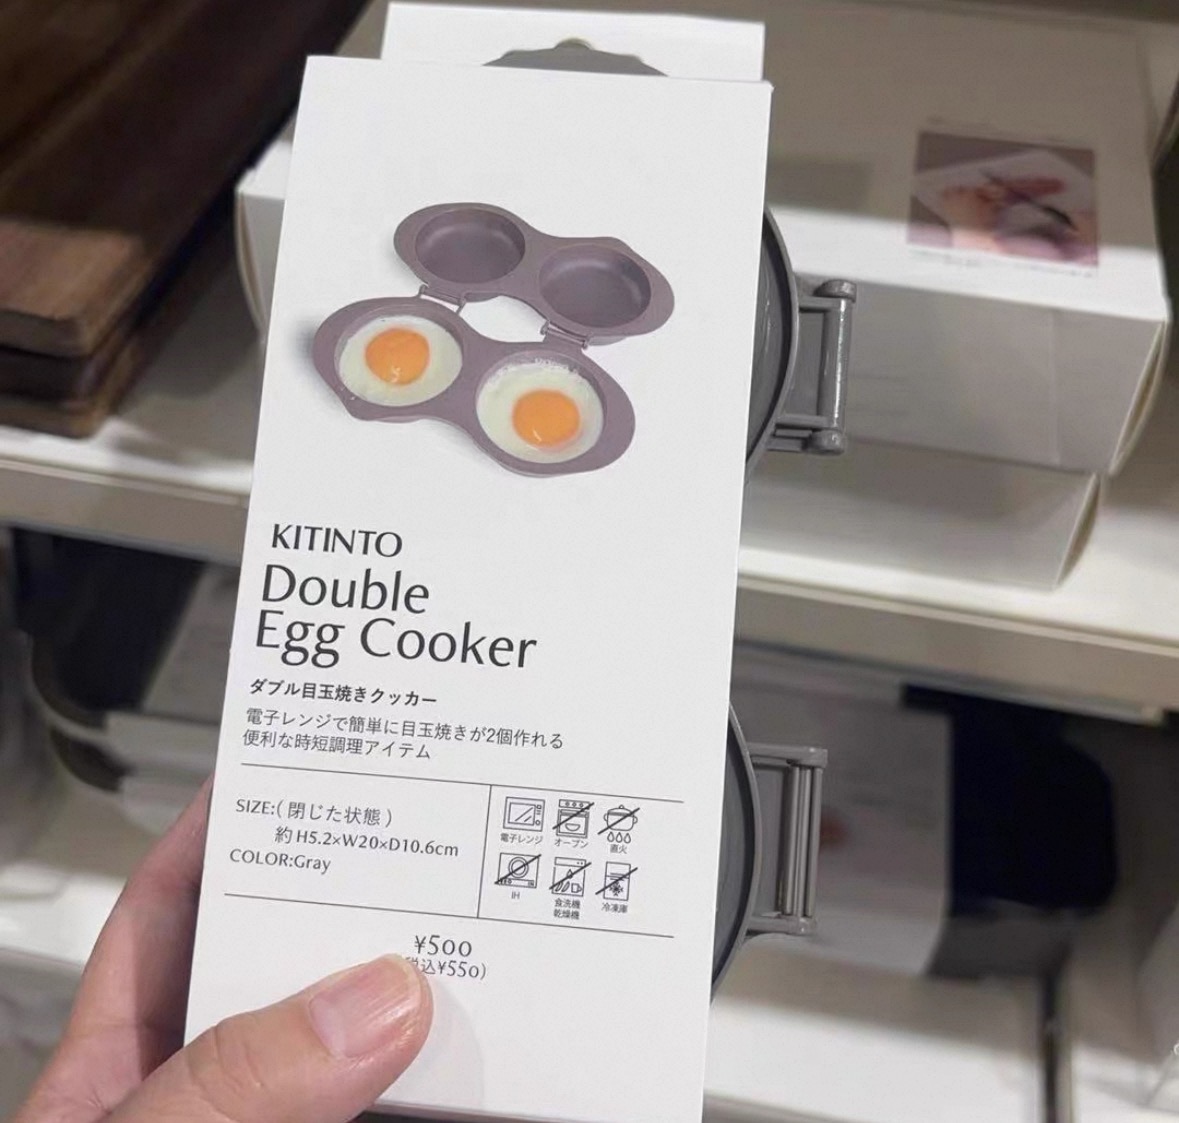 KITINTO
Double
Egg Cooker
ダブル目玉焼きクッカー
電子レンジで簡単に目玉焼きが2個作れる
便利な時短調理アイテム
SIZE:( 閉じた状態 )
約 H5.2×W20×D10.6cm
COLOR:Gray
電子レンジ
オーブン
直火
IH
食洗機
乾燥機
冷凍庫
¥500
税込¥550)